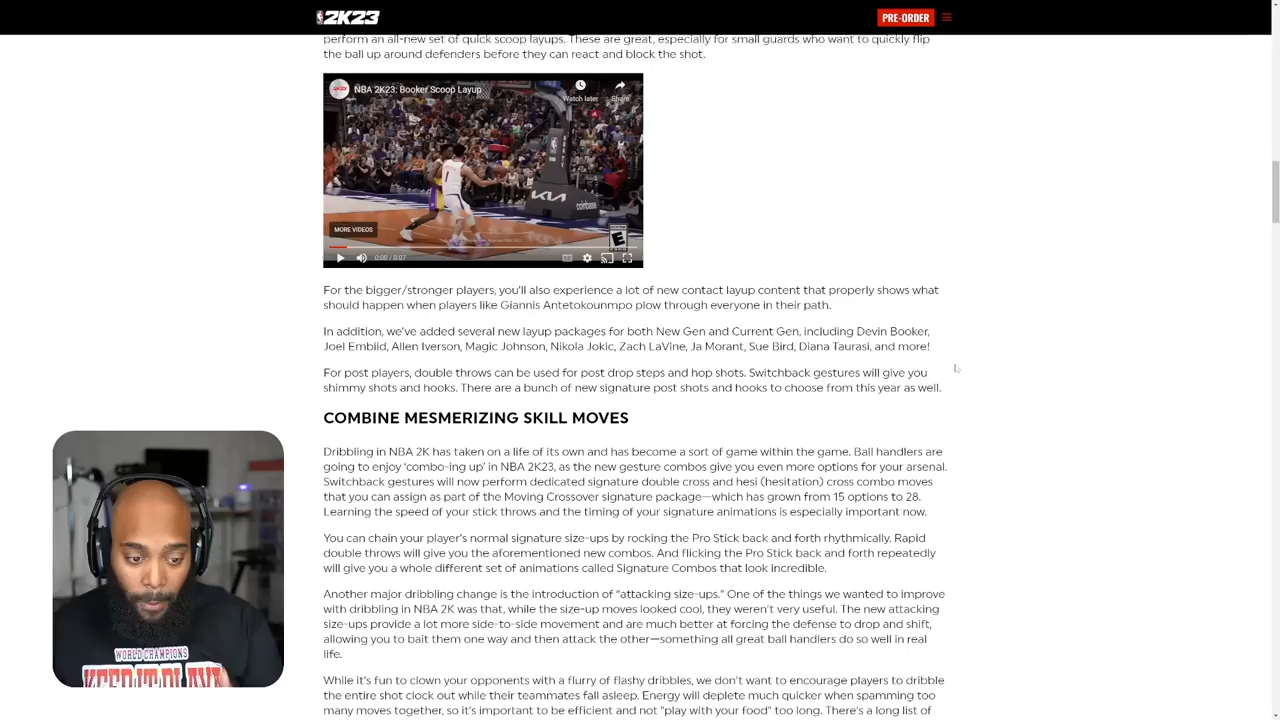 2K23
PRE-ORDER
perform an all-new set of quick scoop layups. These are great, especially for small guards who want to quickly flip
the ball up around defenders before they can react and block the shot.
NBA 2K23: Booker Scoop Layup
Watch later
Share
KIA
coinbase
1
MORE VIDEOS
E
0:00 / 0:07
For the bigger/stronger players, you'll also experience a lot of new contact layup content that properly shows what
should happen when players like Giannis Antetokounmpo plow through everyone in their path.
In addition, we've added several new layup packages for both New Gen and Current Gen, including Devin Booker,
Joel Embiid, Allen Iverson, Magic Johnson, Nikola Jokic, Zach LaVine, Ja Morant, Sue Bird, Diana Taurasi, and more!
For post players, double throws can be used for post drop steps and hop shots. Switchback gestures will give you
shimmy shots and hooks. There are a bunch of new signature post shots and hooks to choose from this year as well.
COMBINE MESMERIZING SKILL MOVES
Dribbling in NBA 2K has taken on a life of its own and has become a sort of game within the game. Ball handlers are
going to enjoy 'combo-ing up' in NBA 2K23, as the new gesture combos give you even more options for your arsenal.
Switchback gestures will now perform dedicated signature double cross and hesi (hesitation) cross combo moves
that you can assign as part of the Moving Crossover signature package—which has grown from 15 options to 28.
Learning the speed of your stick throws and the timing of your signature animations is especially important now.
You can chain your player's normal signature size-ups by rocking the Pro Stick back and forth rhythmically. Rapid
double throws will give you the aforementioned new combos. And flicking the Pro Stick back and forth repeatedly
will give you a whole different set of animations called Signature Combos that look incredible.
Another major dribbling change is the introduction of "attacking size-ups." One of the things we wanted to improve
with dribbling in NBA 2K was that, while the size-up moves looked cool, they weren't very useful. The new attacking
size-ups provide a lot more side-to-side movement and are much better at forcing the defense to drop and shift,
allowing you to bait them one way and then attack the other—something all great ball handlers do so well in real
life.
While it's fun to clown your opponents with a flurry of flashy dribbles, we don't want to encourage players to dribble
the entire shot clock out while their teammates fall asleep. Energy will deplete much quicker when spamming too
many moves together, so it's important to be efficient and not "play with your food" too long. There's a long list of
WORLD CHAMPIONS